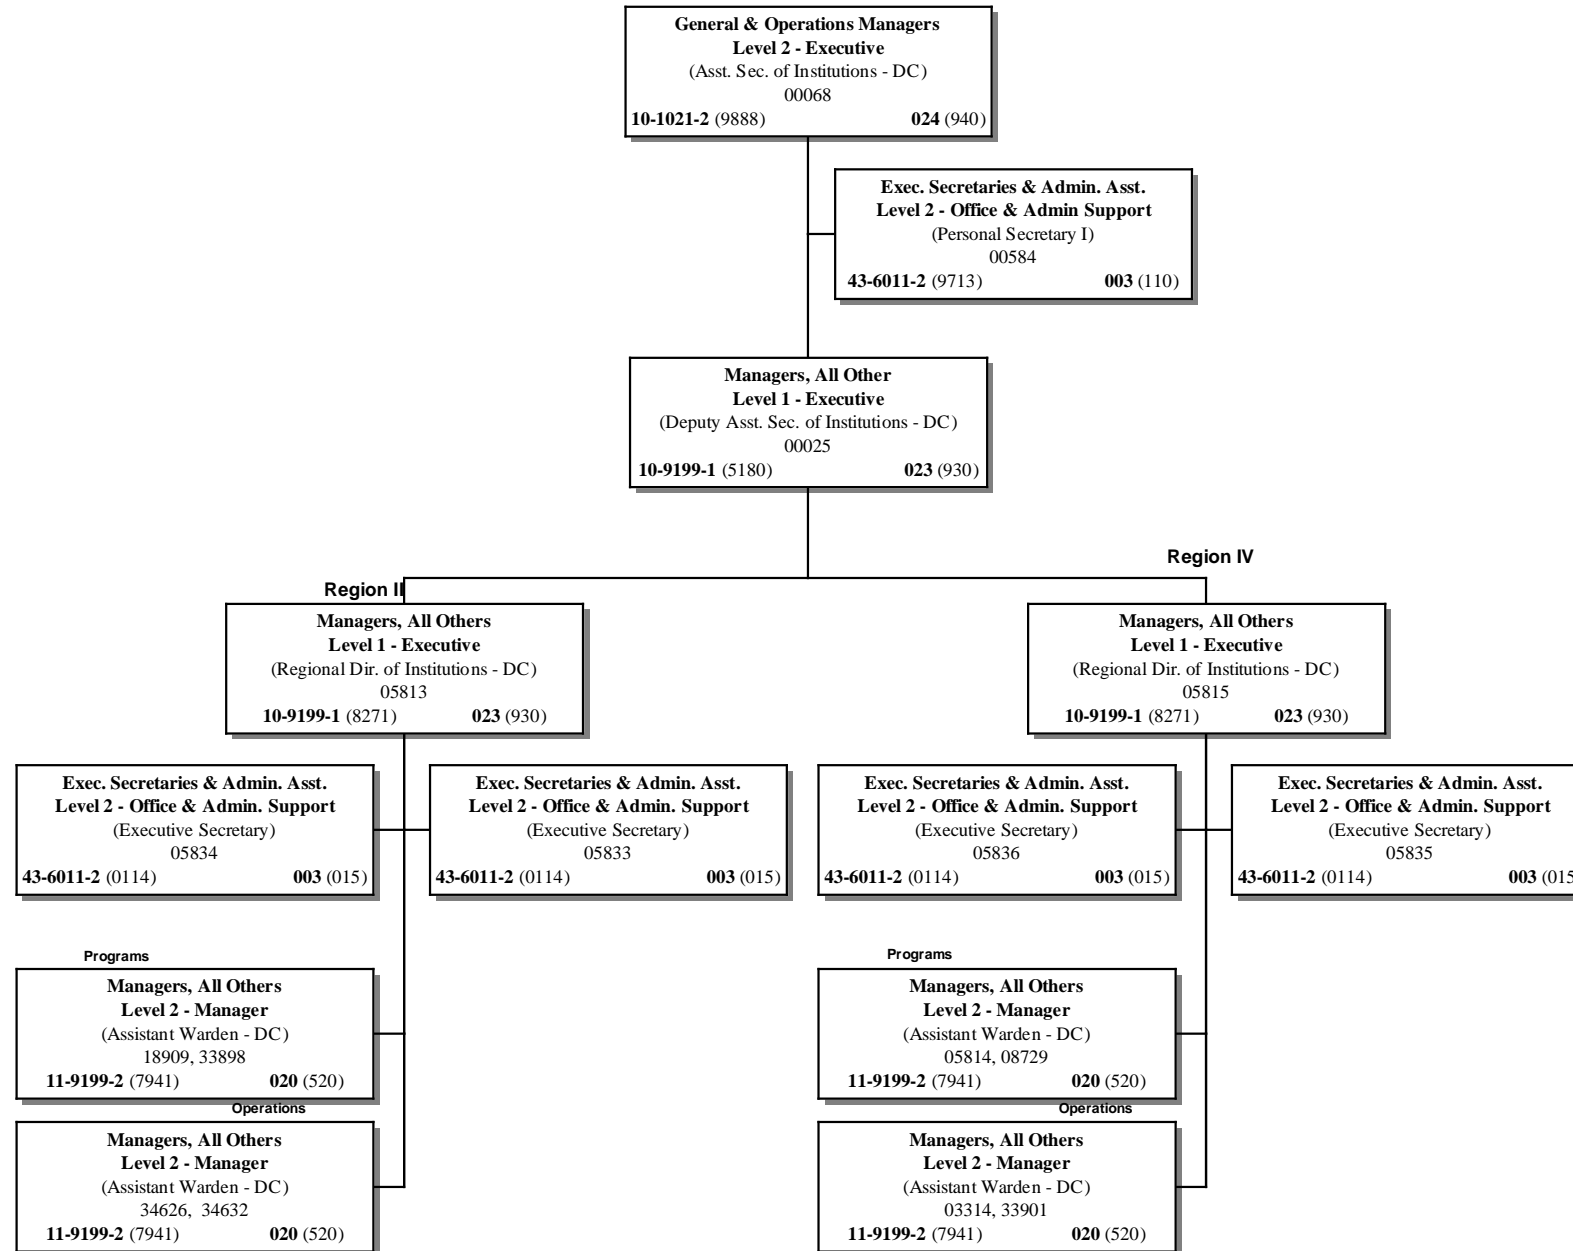 General & Operations Managers
Level 2 - Executive
(Asst. Sec. of Institutions - DC)
00068
10-1021-2 (9888) 024 (940)
Exec. Secretaries & Admin. Asst.
Level 2 - Office & Admin Support
(Personal Secretary I)
00584
43-6011-2 (9713) 003 (110)
Managers, All Other
Level 1 - Executive
(Deputy Asst. Sec. of Institutions - DC)
00025
10-9199-1 (5180) 023 (930)
Region II
Managers, All Others
Level 1 - Executive
(Regional Dir. of Institutions - DC)
05813
10-9199-1 (8271) 023 (930)
Exec. Secretaries & Admin. Asst.
Level 2 - Office & Admin. Support
(Executive Secretary)
05834
43-6011-2 (0114) 003 (015)
Exec. Secretaries & Admin. Asst.
Level 2 - Office & Admin. Support
(Executive Secretary)
05833
43-6011-2 (0114) 003 (015)
Programs
Managers, All Others
Level 2 - Manager
(Assistant Warden - DC)
18909, 33898
11-9199-2 (7941) 020 (520)
Operations
Managers, All Others
Level 2 - Manager
(Assistant Warden - DC)
34626, 34632
11-9199-2 (7941) 020 (520)
Region IV
Managers, All Others
Level 1 - Executive
(Regional Dir. of Institutions - DC)
05815
10-9199-1 (8271) 023 (930)
Exec. Secretaries & Admin. Asst.
Level 2 - Office & Admin. Support
(Executive Secretary)
05836
43-6011-2 (0114) 003 (015)
Exec. Secretaries & Admin. Asst.
Level 2 - Office & Admin. Support
(Executive Secretary)
05835
43-6011-2 (0114) 003 (015
Programs
Managers, All Others
Level 2 - Manager
(Assistant Warden - DC)
05814, 08729
11-9199-2 (7941) 020 (520)
Operations
Managers, All Others
Level 2 - Manager
(Assistant Warden - DC)
03314, 33901
11-9199-2 (7941) 020 (520)